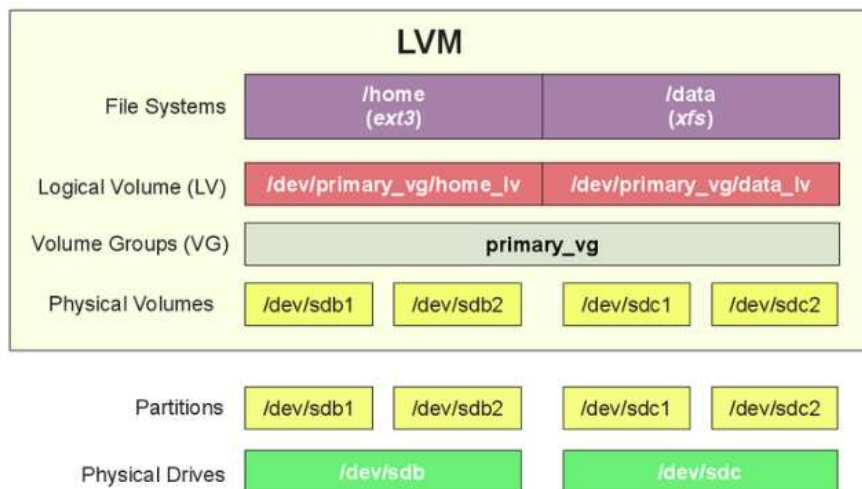 LVM
File Systems
/home
(ext3)
/data
(xfs)
Logical Volume (LV)
/dev/primary_vg/home_lv
/dev/primary_vg/data_lv
Volume Groups (VG)
primary_vg
Physical Volumes
/dev/sdb1
/dev/sdb2
/dev/sdc1
/dev/sdc2
Partitions
/dev/sdb1
/dev/sdb2
/dev/sdc1
/dev/sdc2
Physical Drives
/dev/sdb
/dev/sdc